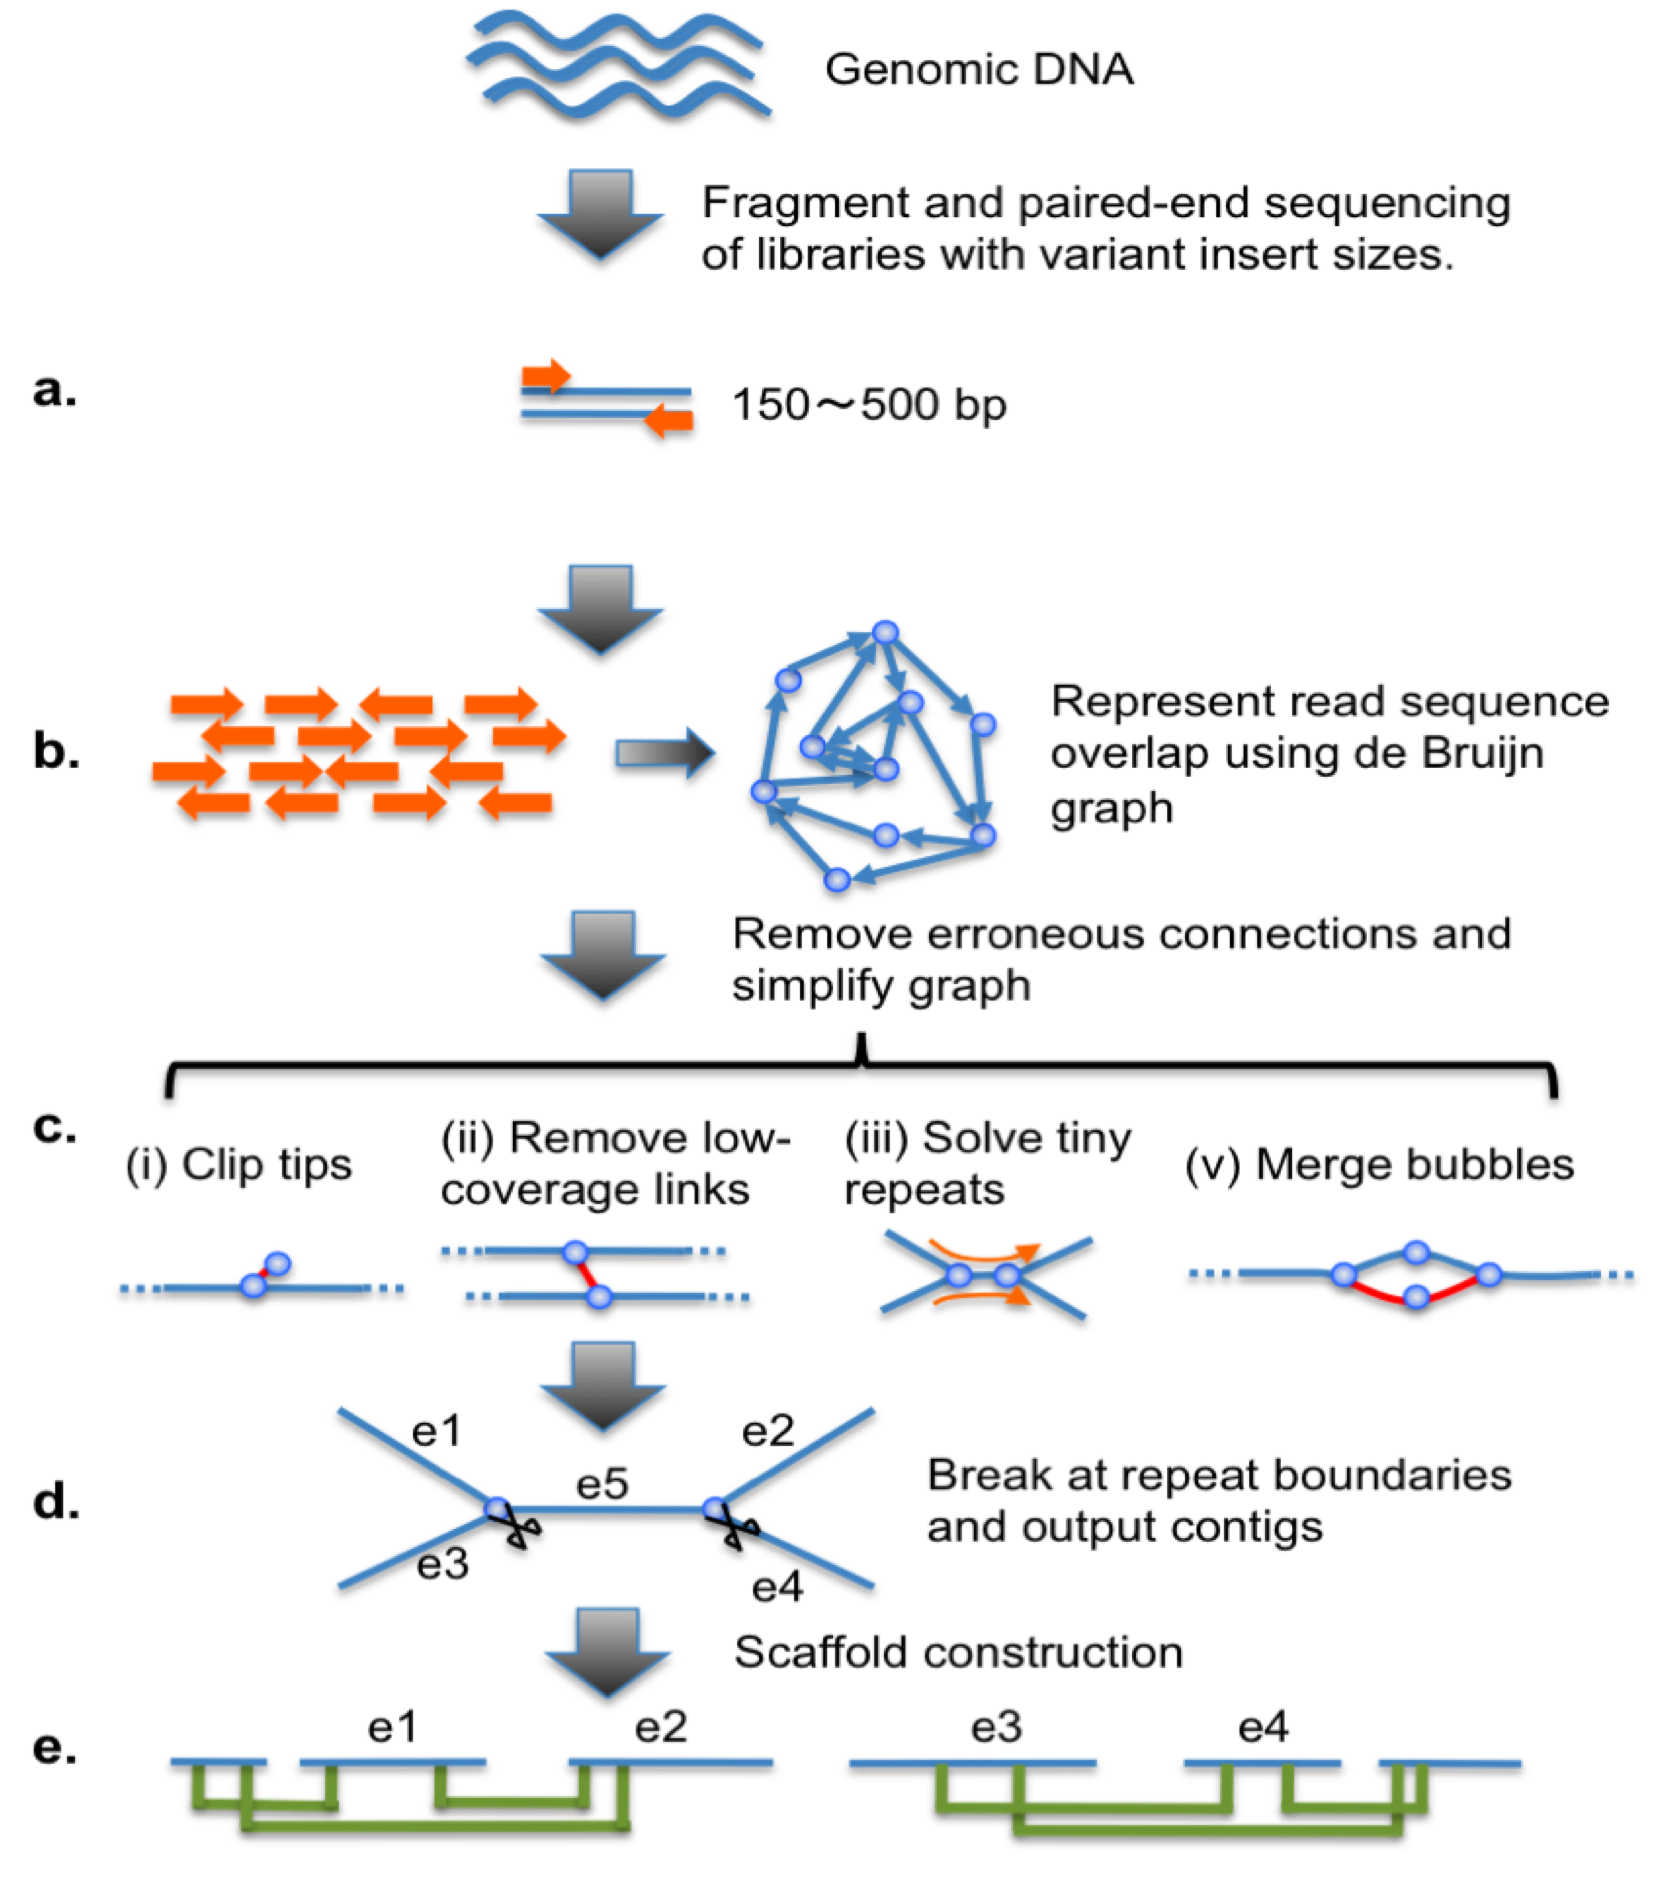 Genomic DNA
Fragment and paired-end sequencing
of libraries with variant insert sizes.
a.
150～500 bp
b.
Represent read sequence
overlap using de Bruijn
graph
Remove erroneous connections and
simplify graph
c.
(i) Clip tips
(ii) Remove low-
coverage links
(iii) Solve tiny
repeats
(v) Merge bubbles
d.
e1
e2
e5
e3
e4
Break at repeat boundaries
and output contigs
Scaffold construction
e.
e1
e2
e3
e4